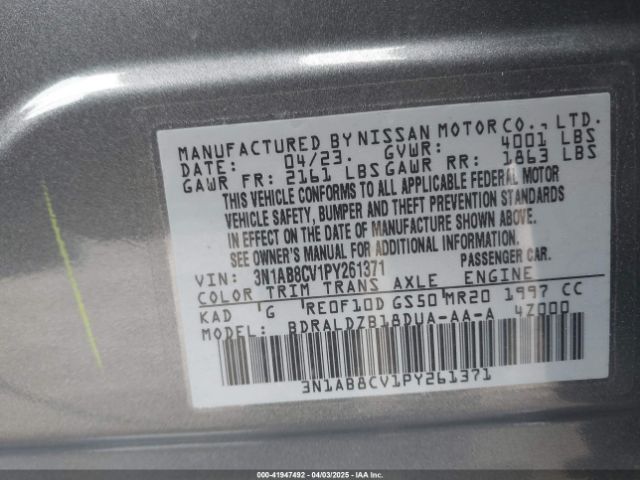 MANUFACTURED BY NISSAN MOTOR CO., LTD.
DATE: 04/23. GVWR: 4001 LBS
GAWR FR: 2161 LBS GAWR RR: 1863 LBS
THIS VEHICLE CONFORMS TO ALL APPLICABLE FEDERAL MOTOR
VEHICLE SAFETY, BUMPER AND THEFT PREVENTION STANDARDS
IN EFFECT ON THE DATE OF MANUFACTURE SHOWN ABOVE.
SEE OWNER'S MANUAL FOR ADDITIONAL INFORMATION.
VIN: 3N1AB8CV1PY261371 PASSENGER CAR.
COLOR TRIM TRANS AXLE ENGINE
KAD G RE0F10D GS50 MR20 1997 CC
MODEL: BDRALDZB18DUA-AA-A 4Z000
3N1AB8CV1PY261371
000-41947492 - 04/03/2025 - IAA Inc.